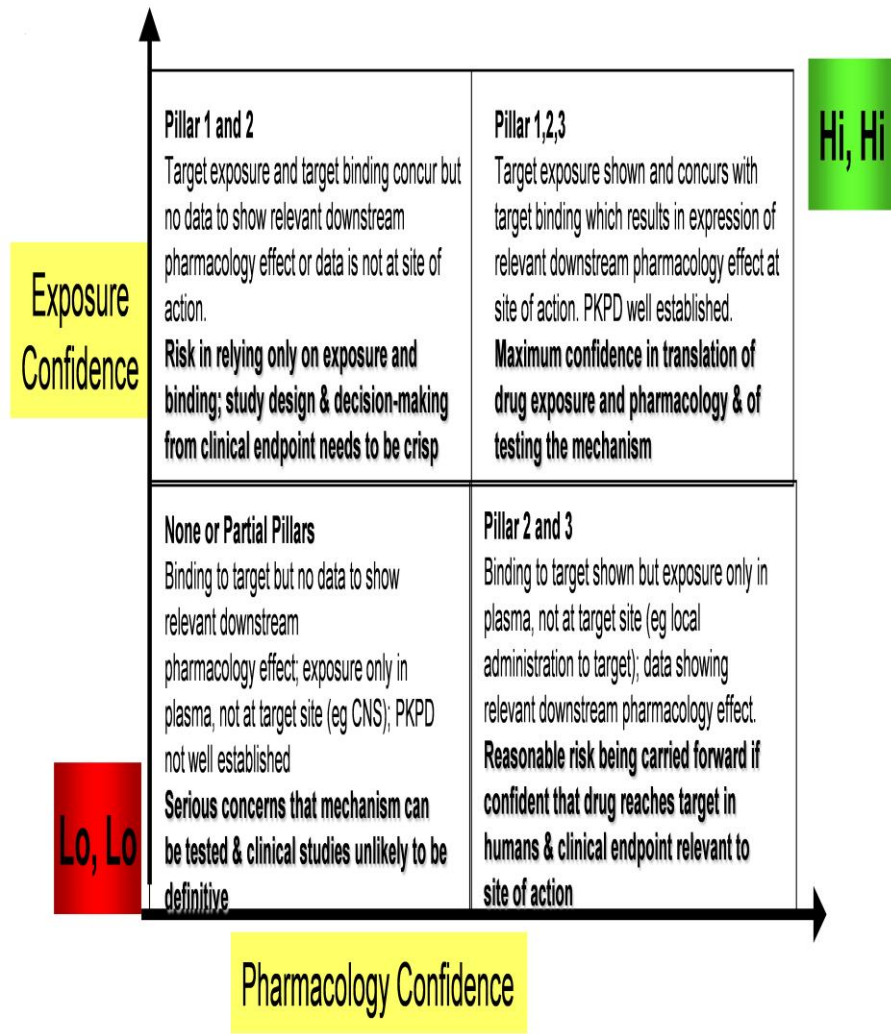 Pillar 1 and 2
Target exposure and target binding concur but
no data to show relevant downstream
pharmacology effect or data is not at site of
action.
Risk in relying only on exposure and
binding; study design & decision-making
from clinical endpoint needs to be crisp
Pillar 1,2,3
Target exposure shown and concurs with
target binding which results in expression of
relevant downstream pharmacology effect at
site of action. PKPD well established.
Maximum confidence in translation of
drug exposure and pharmacology & of
testing the mechanism
Hi, Hi
Exposure
Confidence
None or Partial Pillars
Binding to target but no data to show
relevant downstream
pharmacology effect; exposure only in
plasma, not at target site (eg CNS); PKPD
not well established
Serious concerns that mechanism can
be tested & clinical studies unlikely to be
definitive
Pillar 2 and 3
Binding to target shown but exposure only in
plasma, not at target site (eg local
administration to target); data showing
relevant downstream pharmacology effect.
Reasonable risk being carried forward if
confident that drug reaches target in
humans & clinical endpoint relevant to
site of action
Lo, Lo
Pharmacology Confidence